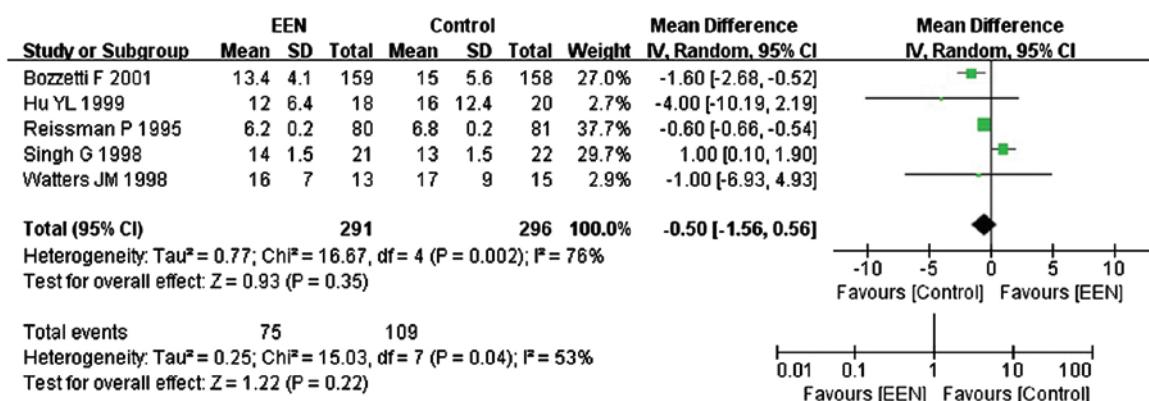 EEN Control Mean Difference Mean Difference
Study or Subgroup Mean SD Total Mean SD Total Weight IV, Random, 95% CI IV, Random, 95% CI
Bozzetti F 2001 13.4 4.1 159 15 5.6 158 27.0% -1.60 [-2.68, -0.52]
Hu YL 1999 12 6.4 18 16 12.4 20 2.7% -4.00 [-10.19, 2.19]
Reissman P 1995 6.2 0.2 80 6.8 0.2 81 37.7% -0.60 [-0.66, -0.54]
Singh G 1998 14 1.5 21 13 1.5 22 29.7% 1.00 [0.10, 1.90]
Watters JM 1998 16 7 13 17 9 15 2.9% -1.00 [-6.93, 4.93]
Total (95% CI) 291 296 100.0% -0.50 [-1.56, 0.56]
Heterogeneity: Tau² = 0.77; Chi² = 16.67, df = 4 (P = 0.002); I² = 76%
Test for overall effect: Z = 0.93 (P = 0.35)
-10 -5 0 5 10
Favours [Control] Favours [EEN]
Total events 75 109
Heterogeneity: Tau² = 0.25; Chi² = 15.03, df = 7 (P = 0.04); I² = 53%
Test for overall effect: Z = 1.22 (P = 0.22)
0.01 0.1 1 10 100
Favours [EEN] Favours [Control]